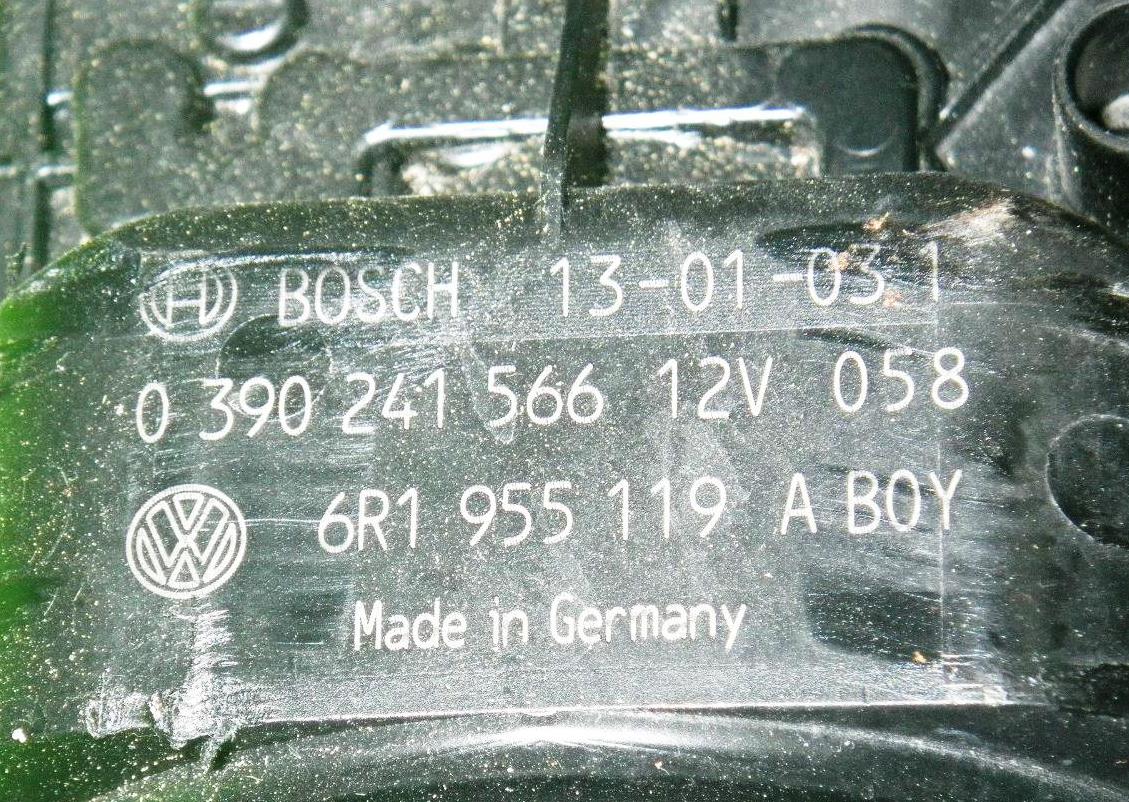 BOSCH 13-01-03 1
0 390 241 566 12V 058
6R1 955 119 A BOY
Made in Germany